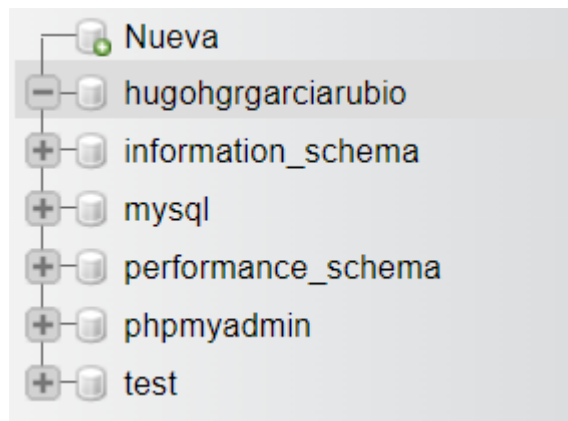 Nueva
hugohgrgarciarubio
information_schema
mysql
performance_schema
phpmyadmin
test